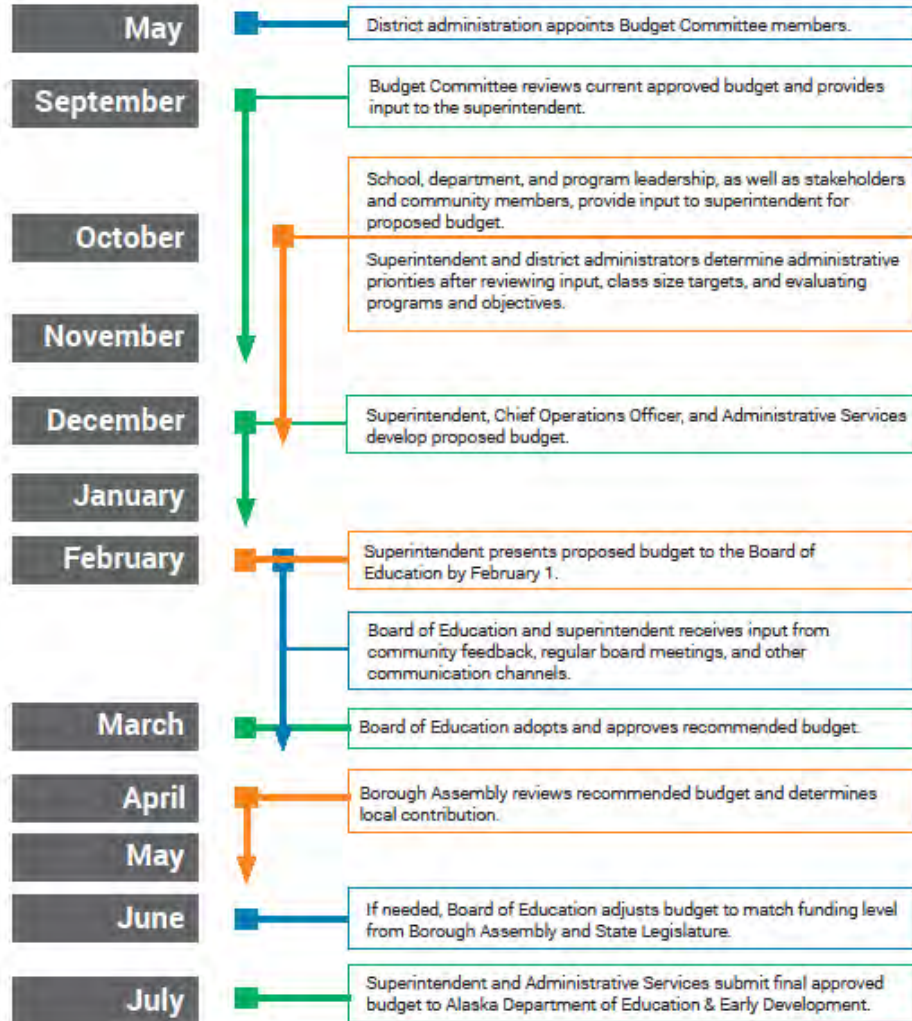 May
District administration appoints Budget Committee members.
September
Budget Committee reviews current approved budget and provides
input to the superintendent.
October
School, department, and program leadership, as well as stakeholders
and community members, provide input to superintendent for
proposed budget.
Superintendent and district administrators determine administrative
priorities after reviewing input, class size targets, and evaluating
programs and objectives.
November
December
Superintendent, Chief Operations Officer, and Administrative Services
develop proposed budget.
January
February
Superintendent presents proposed budget to the Board of
Education by February 1.
Board of Education and superintendent receives input from
community feedback, regular board meetings, and other
communication channels.
March
Board of Education adopts and approves recommended budget.
April
Borough Assembly reviews recommended budget and determines
local contribution.
May
June
If needed, Board of Education adjusts budget to match funding level
from Borough Assembly and State Legislature.
July
Superintendent and Administrative Services submit final approved
budget to Alaska Department of Education & Early Development.